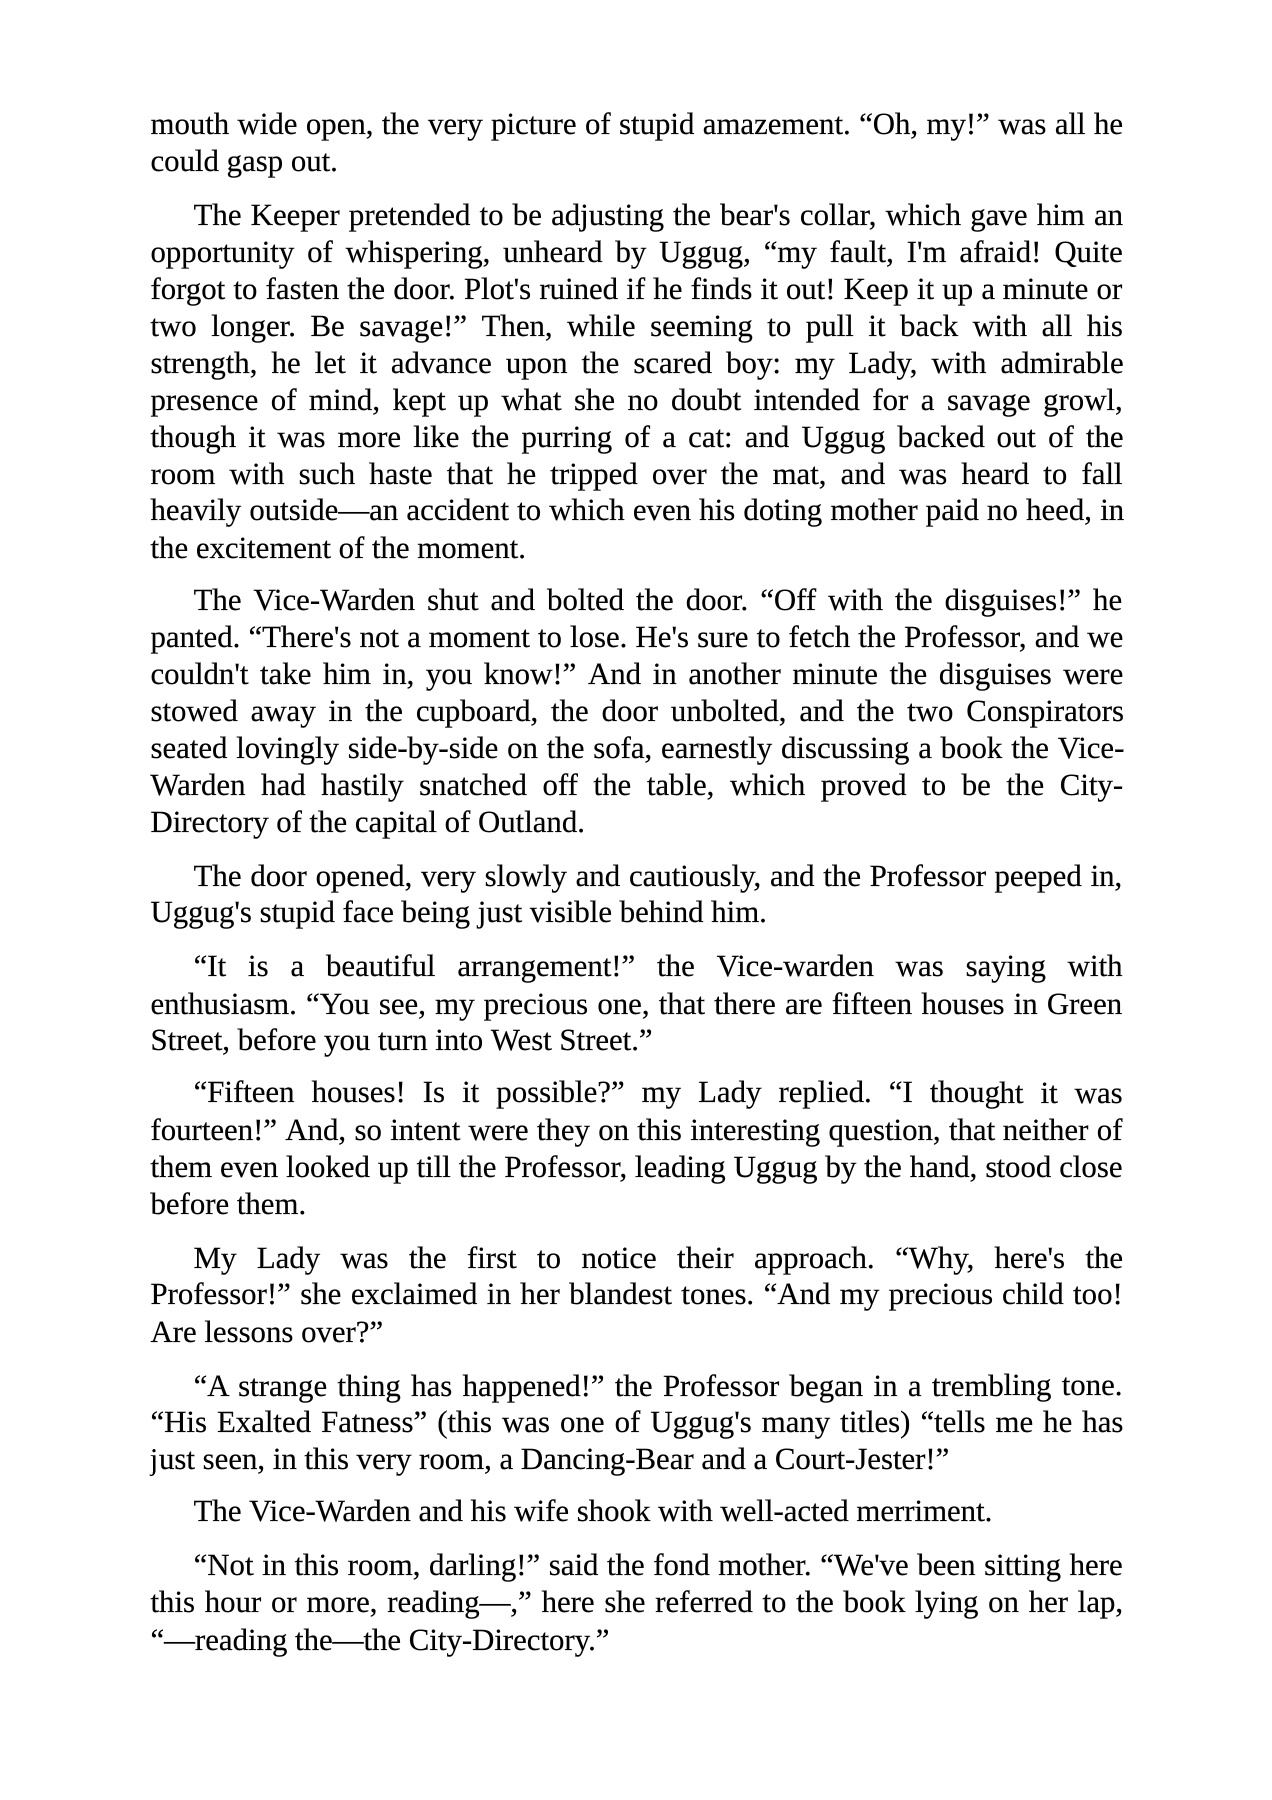 mouth wide open, the very picture of stupid amazement. “Oh, my!” was all he
could gasp out.
The Keeper pretended to be adjusting the bear's collar, which gave him an
opportunity of whispering, unheard by Uggug, “my fault, I'm afraid! Quite
forgot to fasten the door. Plot's ruined if he finds it out! Keep it up a minute or
two longer. Be savage!” Then, while seeming to pull it back with all his
strength, he let it advance upon the scared boy: my Lady, with admirable
presence of mind, kept up what she no doubt intended for a savage growl,
though it was more like the purring of a cat: and Uggug backed out of the
room with such haste that he tripped over the mat, and was heard to fall
heavily outside—an accident to which even his doting mother paid no heed, in
the excitement of the moment.
The Vice-Warden shut and bolted the door. “Off with the disguises!” he
panted. “There's not a moment to lose. He's sure to fetch the Professor, and we
couldn't take him in, you know!” And in another minute the disguises were
stowed away in the cupboard, the door unbolted, and the two Conspirators
seated lovingly side-by-side on the sofa, earnestly discussing a book the Vice-
Warden had hastily snatched off the table, which proved to be the City-
Directory of the capital of Outland.
The door opened, very slowly and cautiously, and the Professor peeped in,
Uggug's stupid face being just visible behind him.
“It is a beautiful arrangement!” the Vice-warden was saying with
enthusiasm. “You see, my precious one, that there are fifteen houses in Green
Street, before you turn into West Street.”
“Fifteen houses! Is it possible?” my Lady replied. “I thought it was
fourteen!” And, so intent were they on this interesting question, that neither of
them even looked up till the Professor, leading Uggug by the hand, stood close
before them.
My Lady was the first to notice their approach. “Why, here's the
Professor!” she exclaimed in her blandest tones. “And my precious child too!
Are lessons over?”
“A strange thing has happened!” the Professor began in a trembling tone.
“His Exalted Fatness” (this was one of Uggug's many titles) “tells me he has
just seen, in this very room, a Dancing-Bear and a Court-Jester!”
The Vice-Warden and his wife shook with well-acted merriment.
“Not in this room, darling!” said the fond mother. “We've been sitting here
this hour or more, reading—,” here she referred to the book lying on her lap,
“—reading the—the City-Directory.”